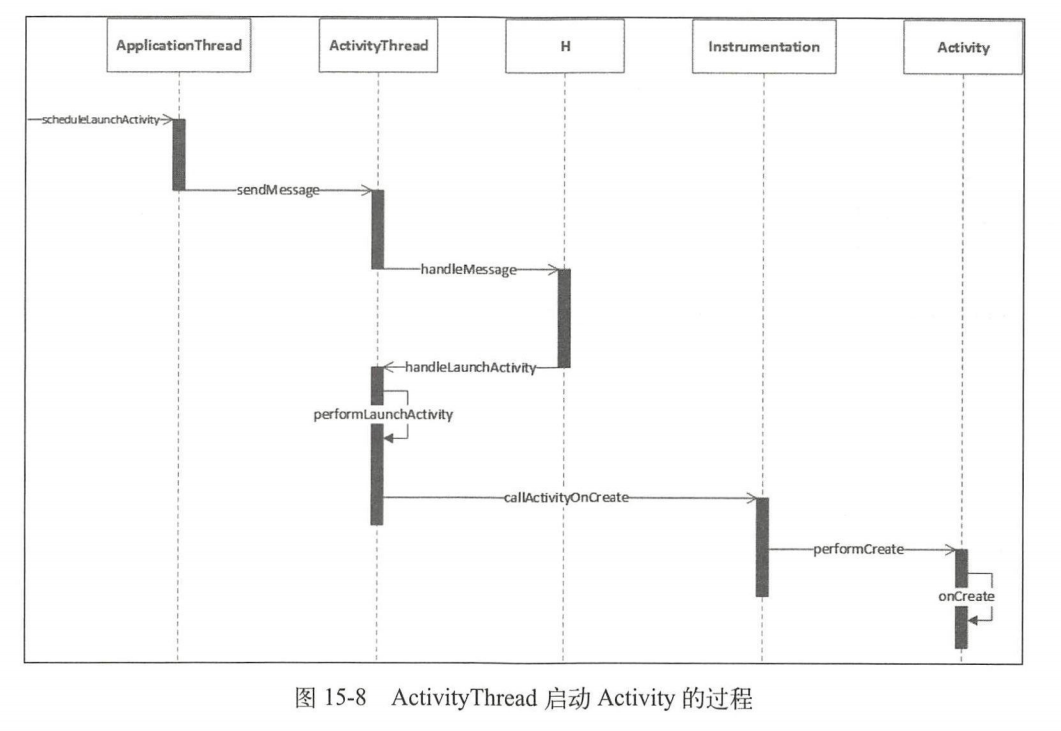 ApplicationThread
ActivityThread
H
Instrumentation
Activity
scheduleLaunchActivity
sendMessage
handleMessage
handleLaunchActivity
performLaunchActivity
callActivityOnCreate
performCreate
onCreate
图 15-8 ActivityThread 启动 Activity 的过程